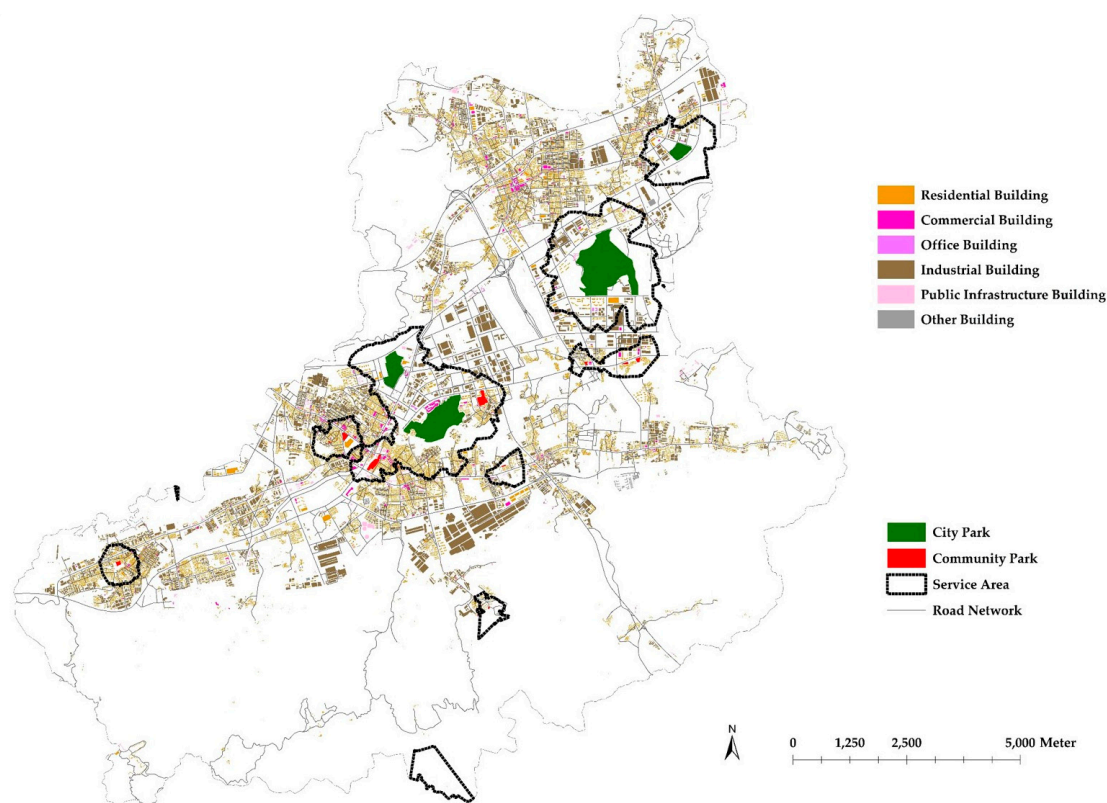 Residential Building
Commercial Building
Office Building
Industrial Building
Public Infrastructure Building
Other Building
City Park
Community Park
Service Area
Road Network
N
0 1,250 2,500 5,000 Meter